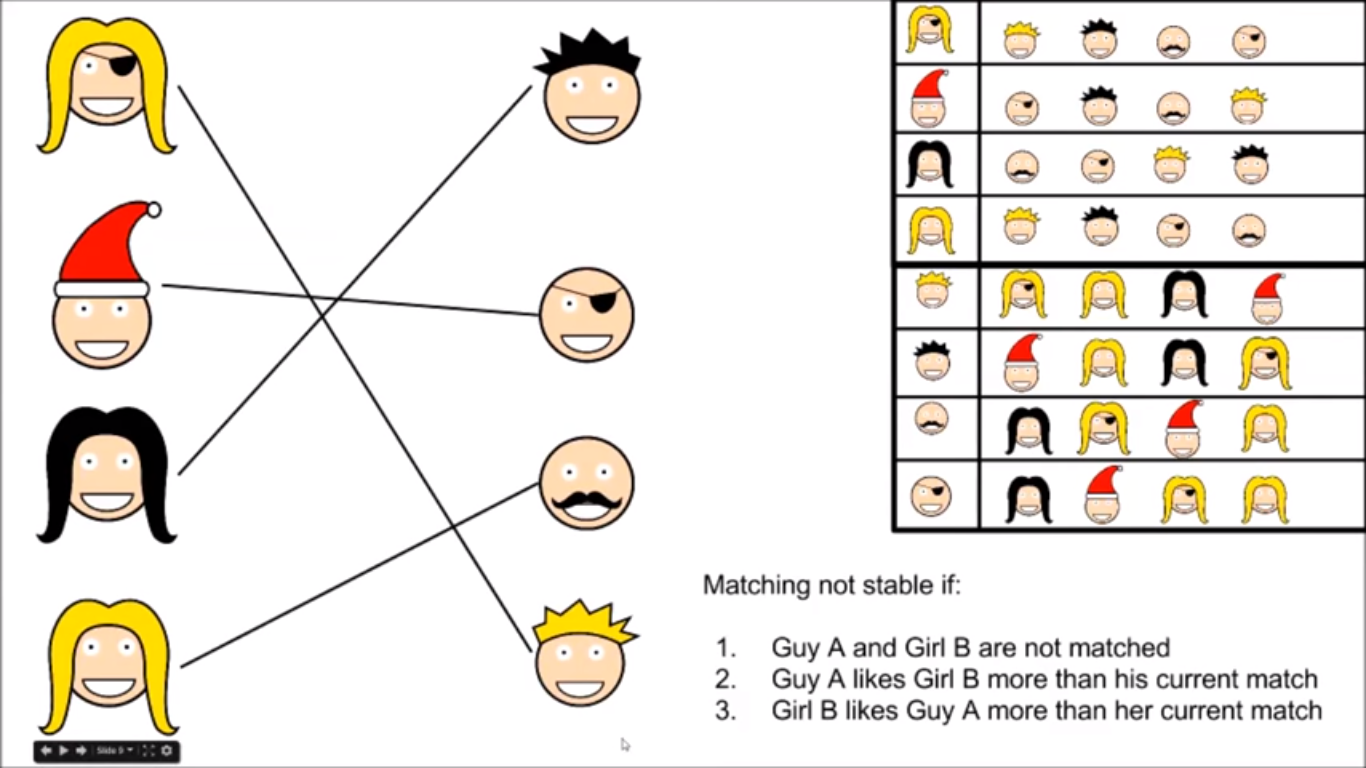 Matching not stable if:
1. Guy A and Girl B are not matched
2. Guy A likes Girl B more than his current match
3. Girl B likes Guy A more than her current match
Slide 9